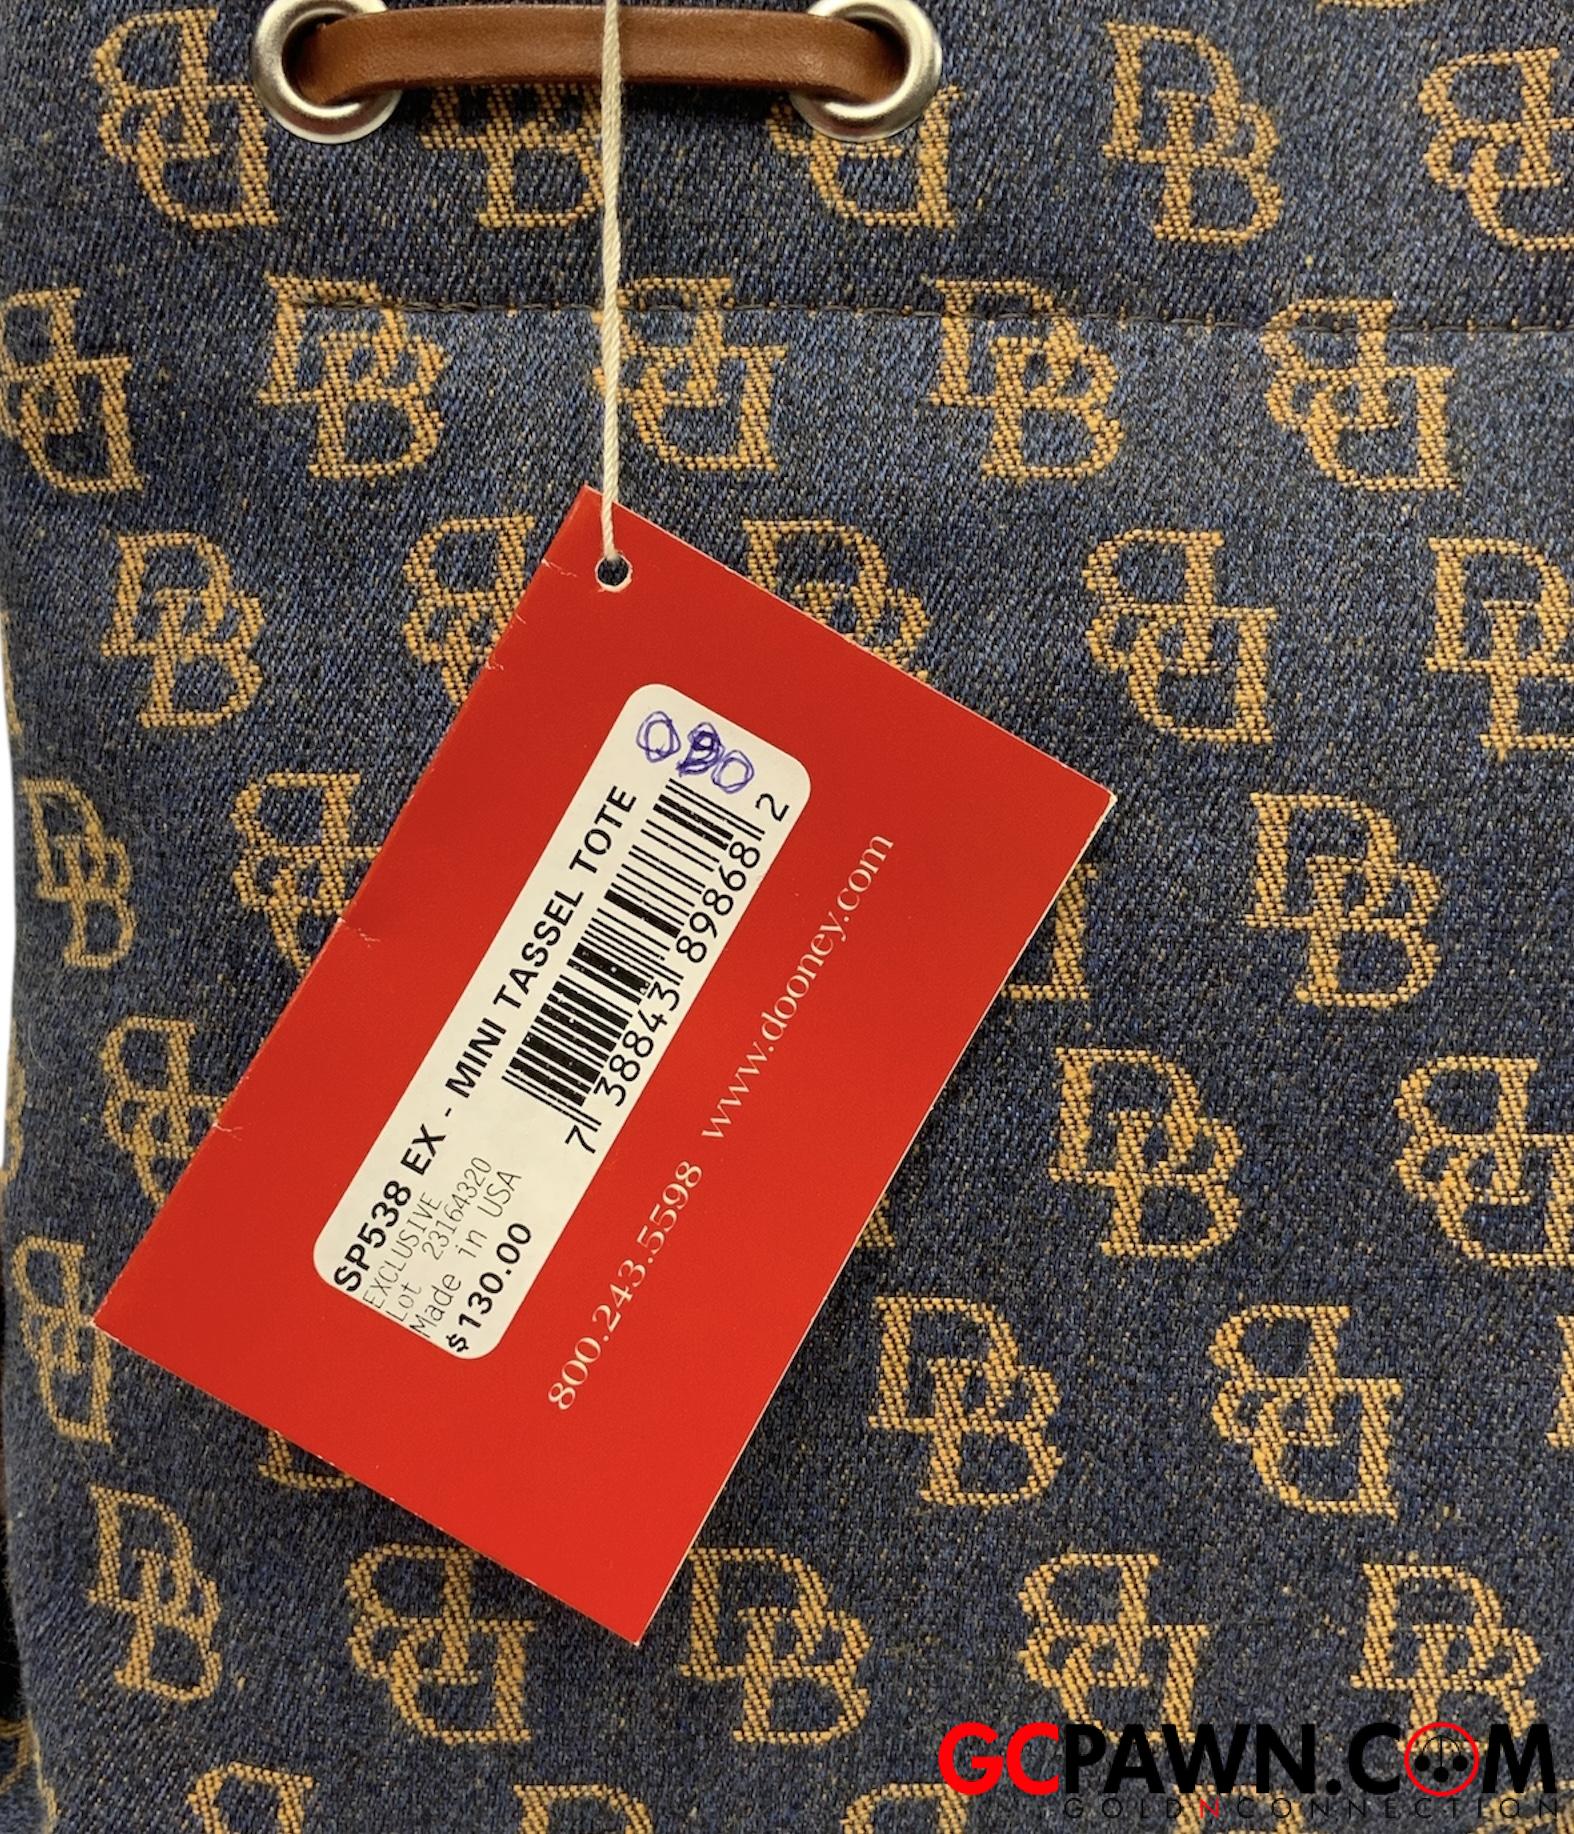 OBO
SP538 EX - MINI TASSEL TOTE
EXCLUSIVE
Lot 23164320
Made in USA
$130.00
7 38843 89868 2
800.243.5598 www.dooney.com
GCPAWN.COM
GOLDNCONNECTION